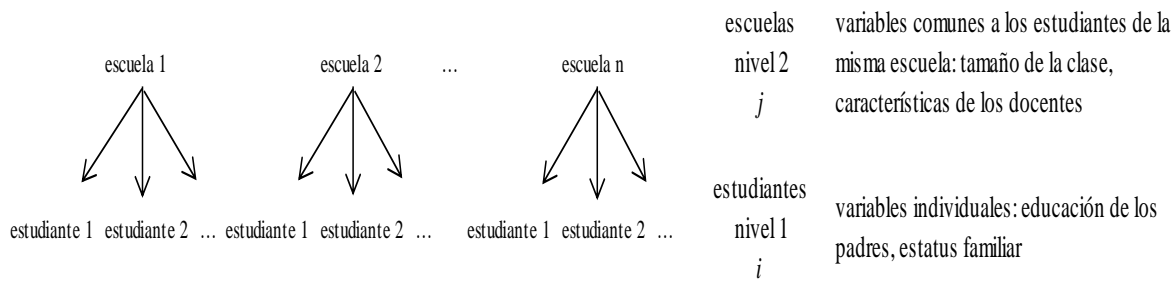 escuela 1
escuela 2
...
escuela n
estudiante 1 estudiante 2 ... estudiante 1 estudiante 2 ... estudiante 1 estudiante 2 ...
escuelas
nivel 2
j
variables comunes a los estudiantes de la
misma escuela: tamaño de la clase,
características de los docentes
estudiantes
nivel 1
i
variables individuales: educación de los
padres, estatus familiar